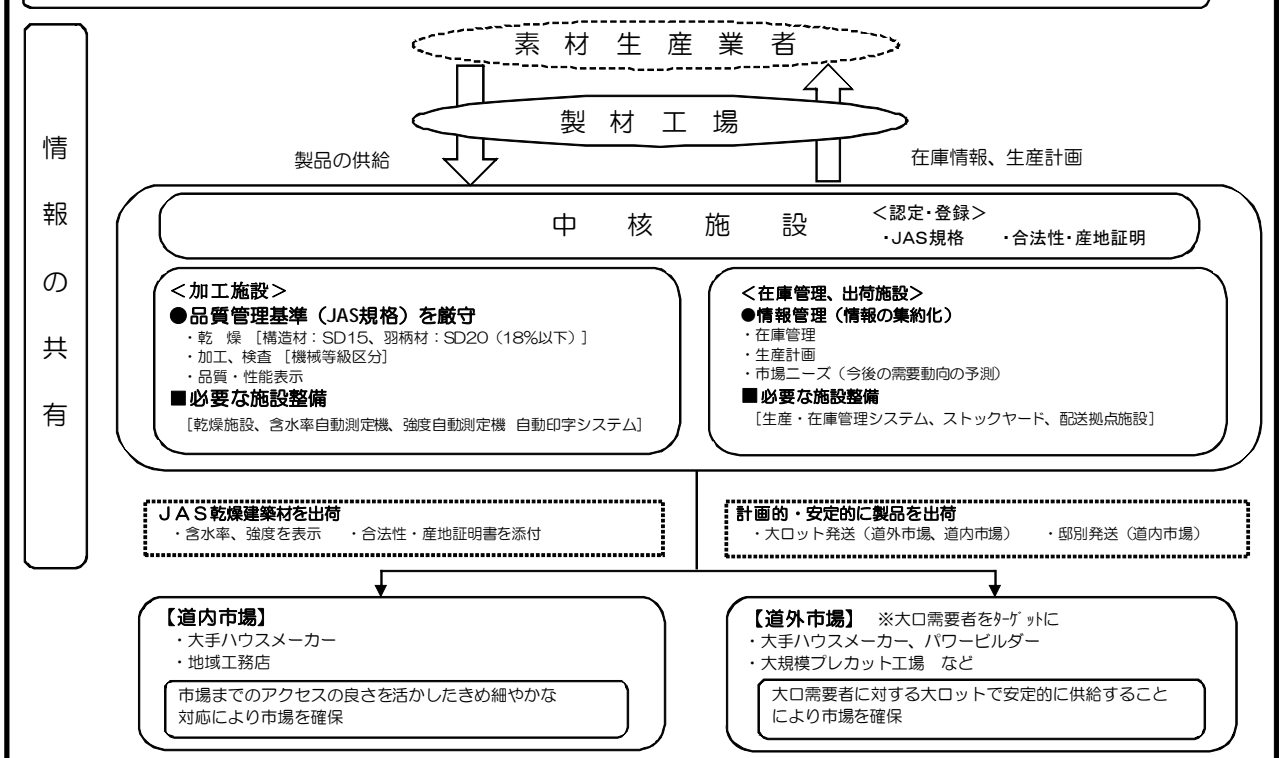 情報の共有
素材生産業者
製材工場
製品の供給
在庫情報、生産計画
中核施設
＜認定・登録＞
・JAS規格　・合法性・産地証明
＜加工施設＞
●品質管理基準（JAS規格）を厳守
・乾　燥　[構造材：SD15、羽柄材：SD20（18%以下）]
・加工、検査　[機械等級区分]
・品質・性能表示
■必要な施設整備
[乾燥施設、含水率自動測定機、強度自動測定機 自動印字システム]
＜在庫管理、出荷施設＞
●情報管理（情報の集約化）
・在庫管理
・生産計画
・市場ニーズ（今後の需要動向の予測）
■必要な施設整備
[生産・在庫管理システム、ストックヤード、配送拠点施設]
ＪＡＳ乾燥建築材を出荷
・含水率、強度を表示　・合法性・産地証明書を添付
計画的・安定的に製品を出荷
・大ロット発送（道外市場、道内市場）　・邸別発送（道内市場）
【道内市場】
・大手ハウスメーカー
・地域工務店
市場までのアクセスの良さを活かしたきめ細やかな
対応により市場を確保
【道外市場】　※大口需要者をﾀｰｹﾞｯﾄに
・大手ハウスメーカー、パワービルダー
・大規模プレカット工場　など
大口需要者に対する大ロットで安定的に供給すること
により市場を確保